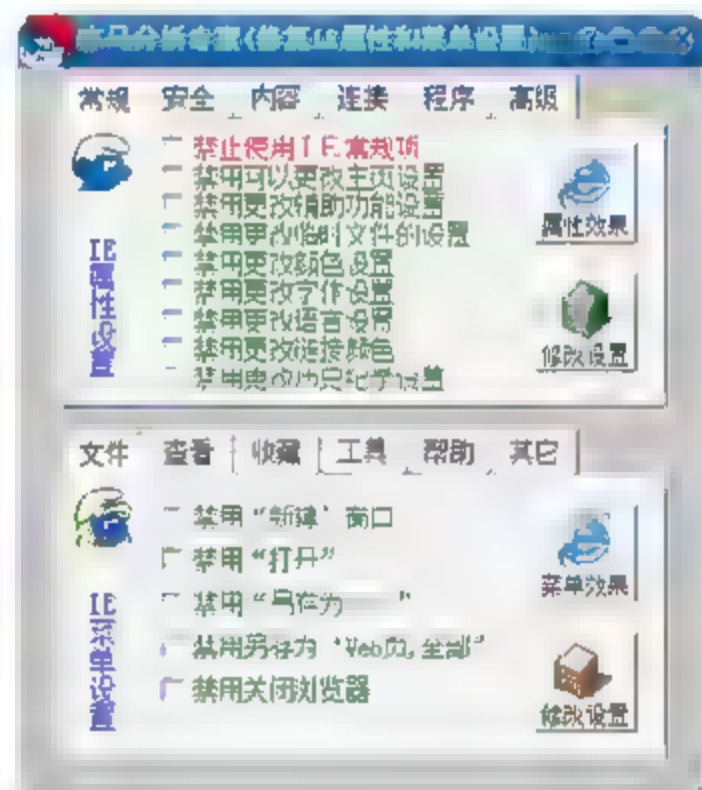 常规 安全 内容 连接 程序 高级
禁止使用IE常规项
禁用可以更改主页设置
禁用更改辅助功能设置
禁用更改临时文件的设置
禁用更改颜色设置
禁用更改字体设置
禁用更改语言设置
禁用更改链接颜色
属性效果
修改设置
IE属性设置
文件 查看 收藏 工具 帮助 其它
禁用“新建”窗口
禁用“打开”
禁用“另存为
禁用另存为“Web页,全部”
禁用关闭浏览器
菜单效果
修改设置
IE菜单设置